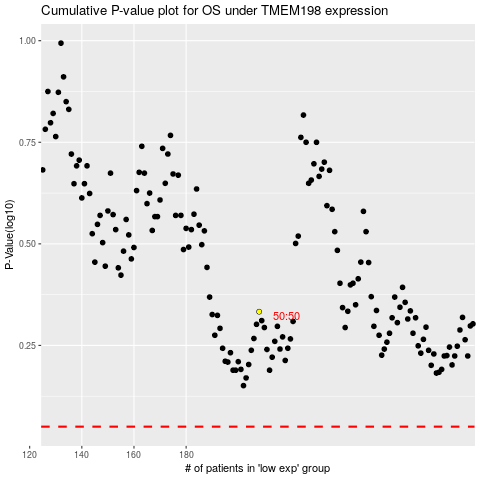 Cumulative P-value plot for OS under TMEM198 expression
1.00
0.75
0.50
0.25
P-Value(log10)
50:50
120 140 160 180
# of patients in 'low exp' group